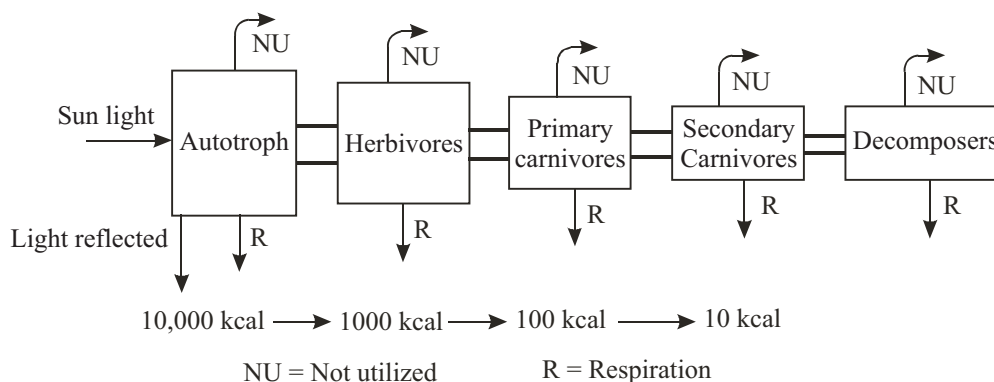 NU
NU
NU
NU
NU
Sun light
Autotroph
Herbivores
Primary
carnivores
Secondary
Carnivores
Decomposers
Light reflected
R
R
R
R
R
10,000 kcal
1000 kcal
100 kcal
10 kcal
NU = Not utilized
R = Respiration